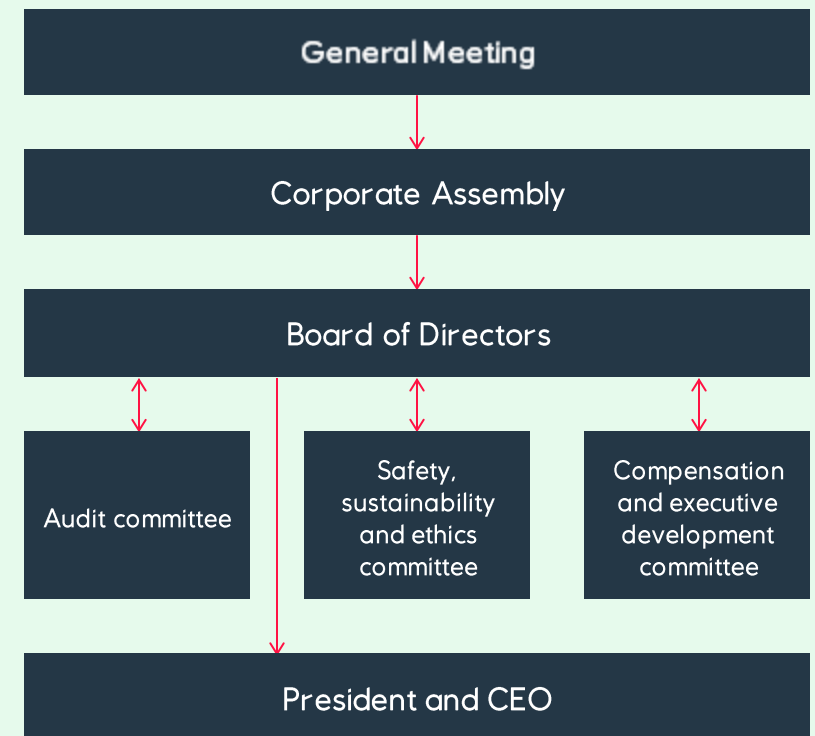 General Meeting
Corporate Assembly
Board of Directors
Audit committee
Safety,
sustainability
and ethics
committee
Compensation
and executive
development
committee
President and CEO